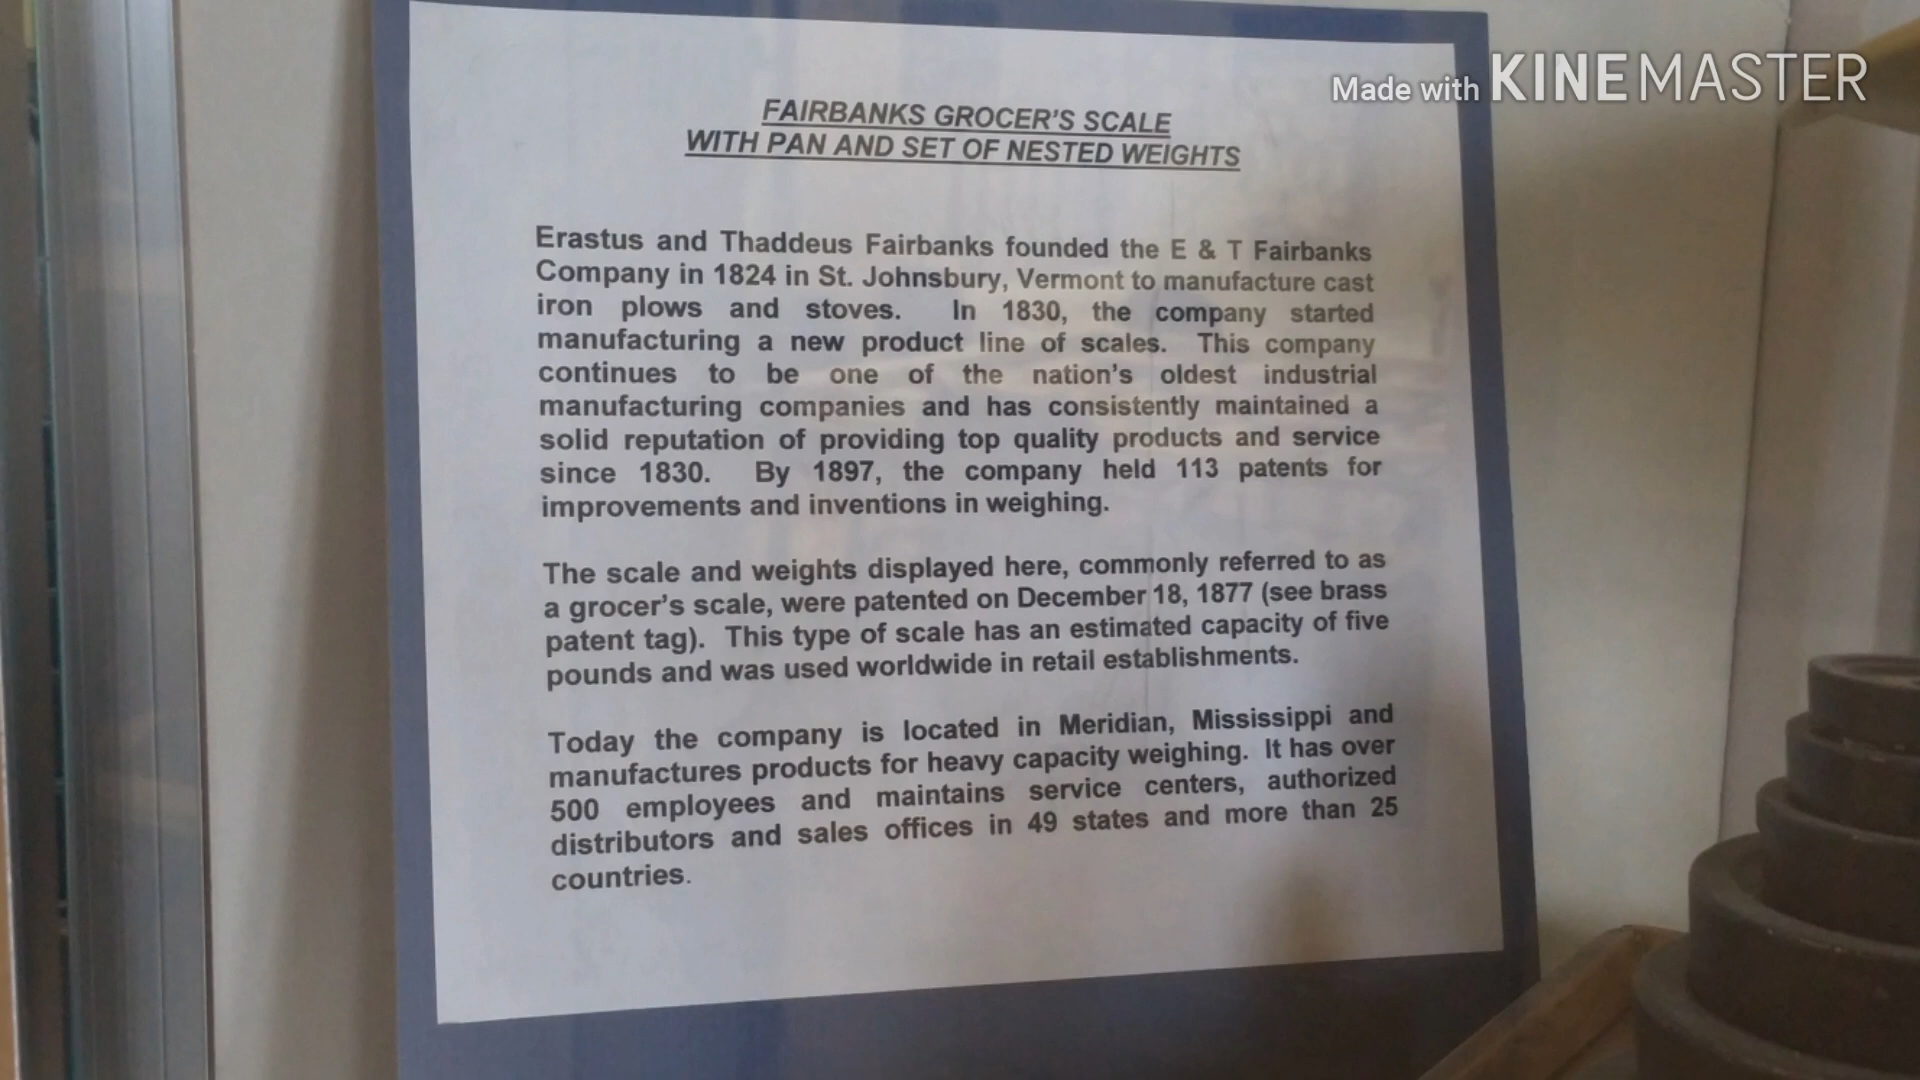 Made with KINEMASTER
FAIRBANKS GROCER'S SCALE
WITH PAN AND SET OF NESTED WEIGHTS
Erastus and Thaddeus Fairbanks founded the E & T Fairbanks
Company in 1824 in St. Johnsbury, Vermont to manufacture cast
iron plows and stoves. In 1830, the company started
manufacturing a new product line of scales. This company
continues to be one of the nation's oldest industrial
manufacturing companies and has consistently maintained a
solid reputation of providing top quality products and service
since 1830. By 1897, the company held 113 patents for
improvements and inventions in weighing.
The scale and weights displayed here, commonly referred to as
a grocer's scale, were patented on December 18, 1877 (see brass
patent tag). This type of scale has an estimated capacity of five
pounds and was used worldwide in retail establishments.
Today the company is located in Meridian, Mississippi and
manufactures products for heavy capacity weighing. It has over
500 employees and maintains service centers, authorized
distributors and sales offices in 49 states and more than 25
countries.